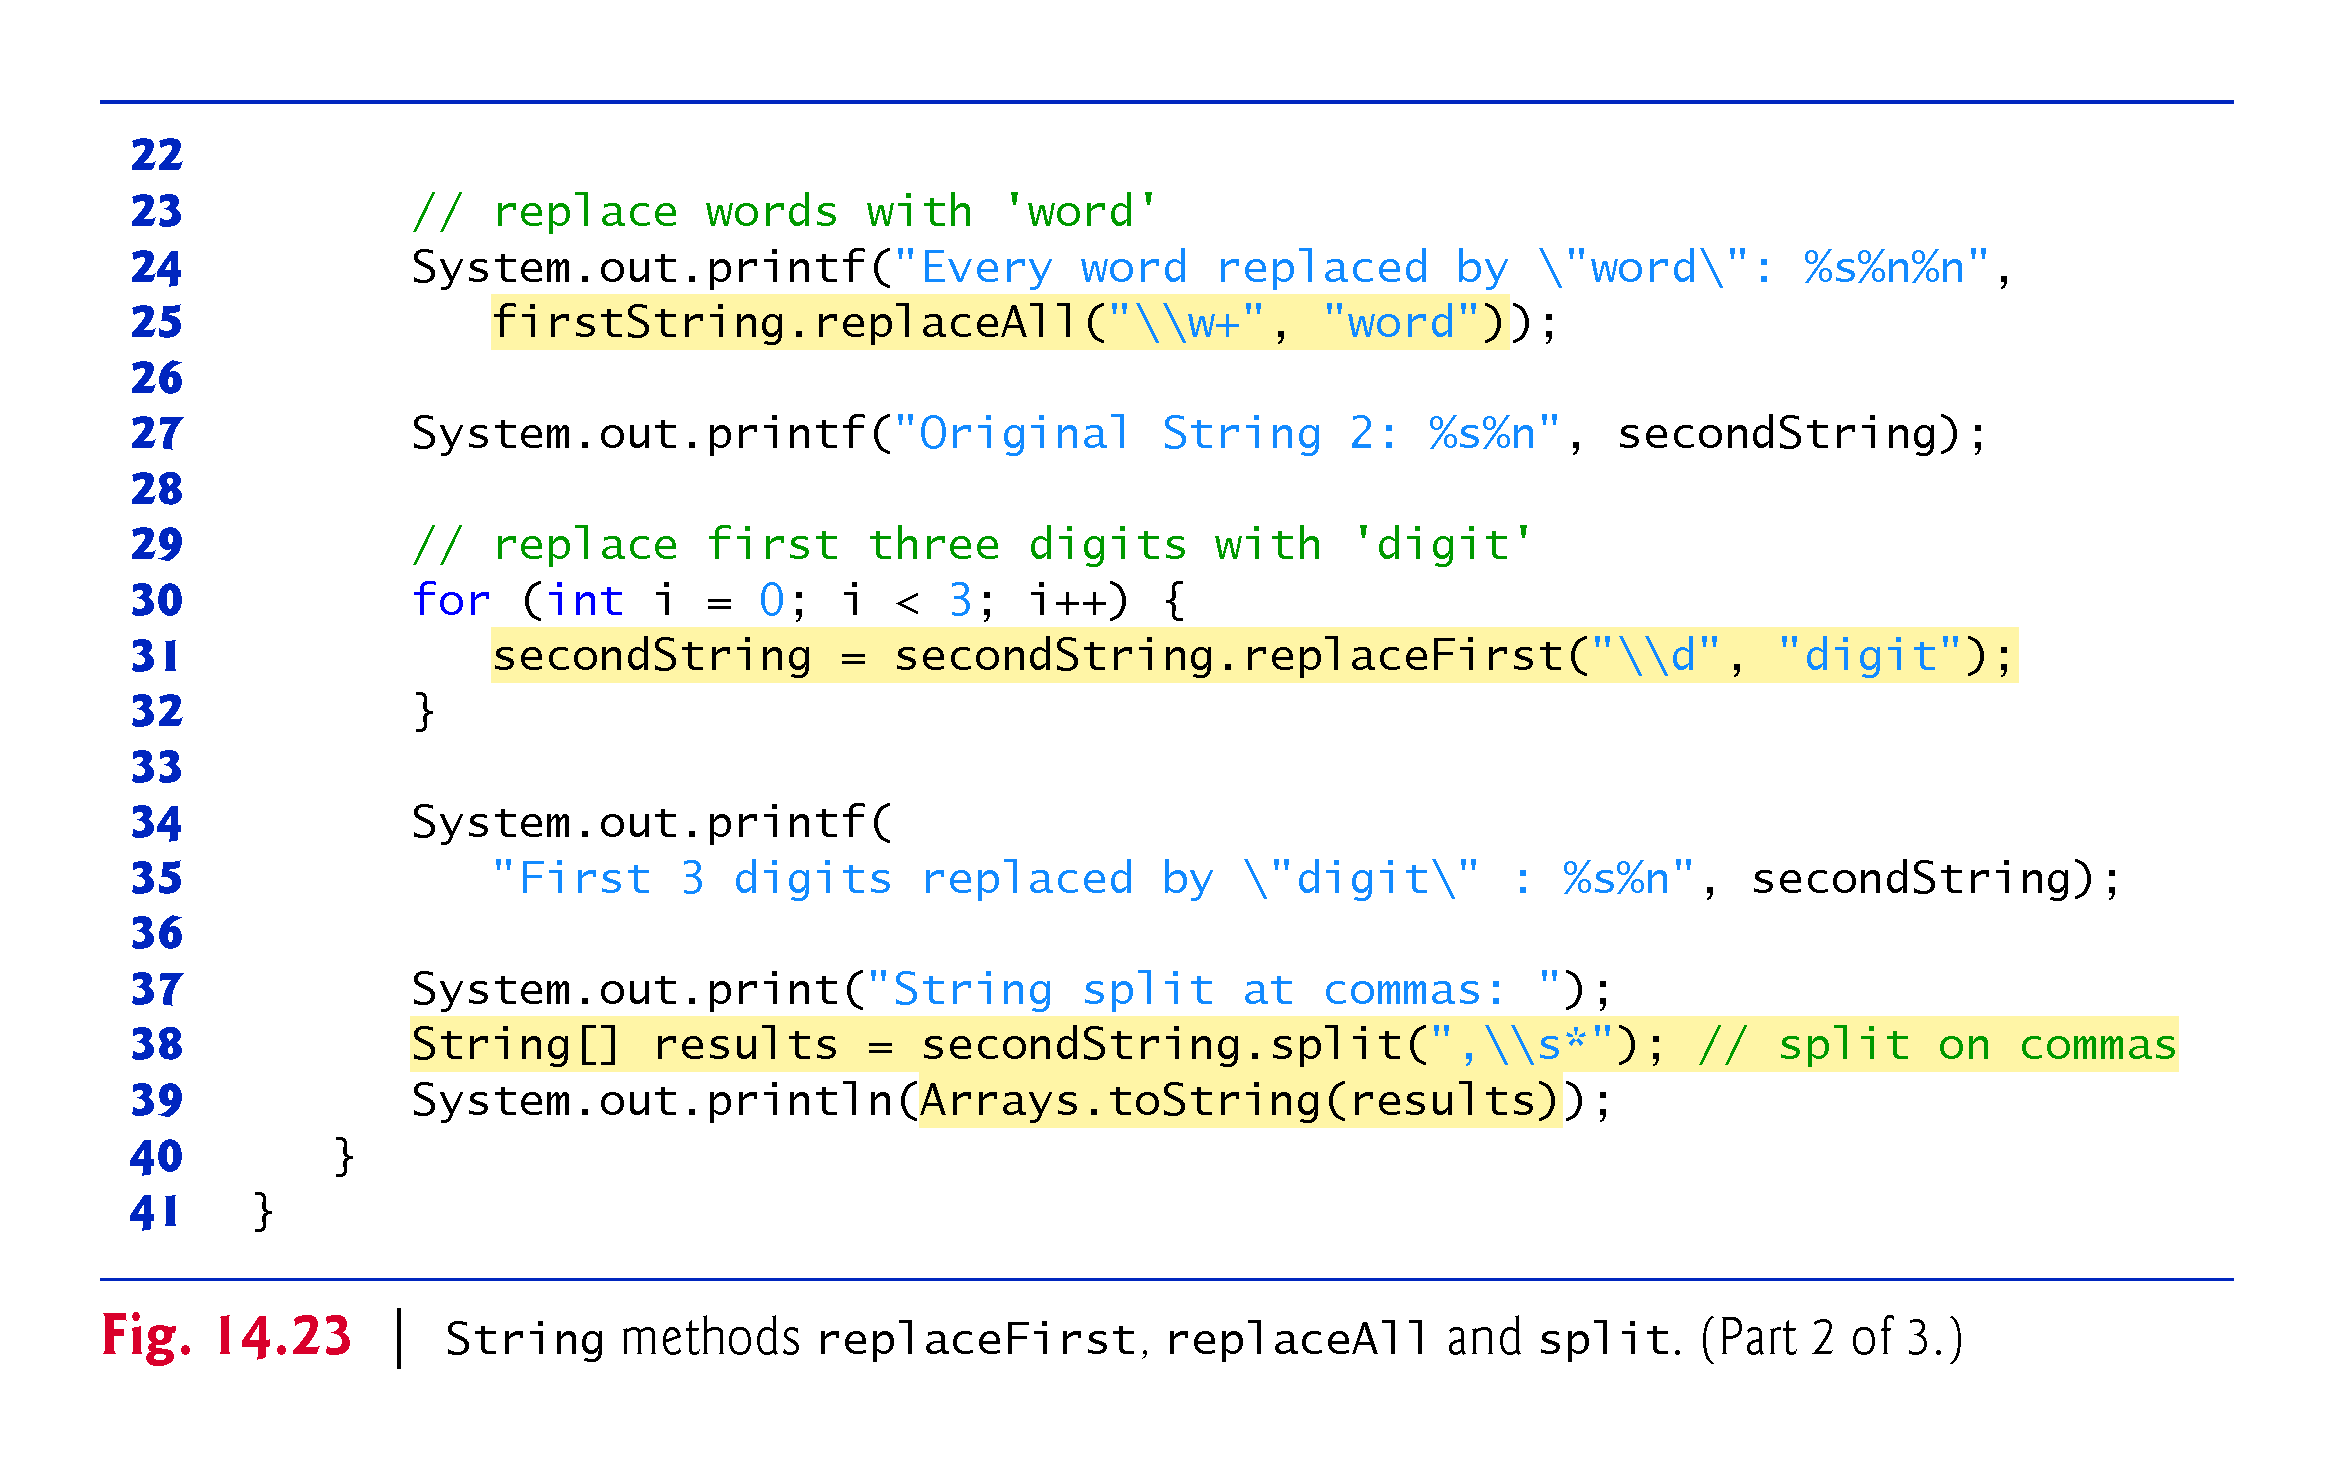 22
23 // replace words with 'word'
24 System.out.printf("Every word replaced by \"word\": %s%n%n",
25 firstString.replaceAll("\\w+", "word"));
26
27 System.out.printf("Original String 2: %s%n", secondString);
28
29 // replace first three digits with 'digit'
30 for (int i = 0; i < 3; i++) {
31 secondString = secondString.replaceFirst("\\d", "digit");
32 }
33
34 System.out.printf(
35 "First 3 digits replaced by \"digit\" : %s%n", secondString);
36
37 System.out.print("String split at commas: ");
38 String[] results = secondString.split(",\\s*"); // split on commas
39 System.out.println(Arrays.toString(results));
40 }
41 }
Fig. 14.23 | String methods replaceFirst, replaceAll and split. (Part 2 of 3.)